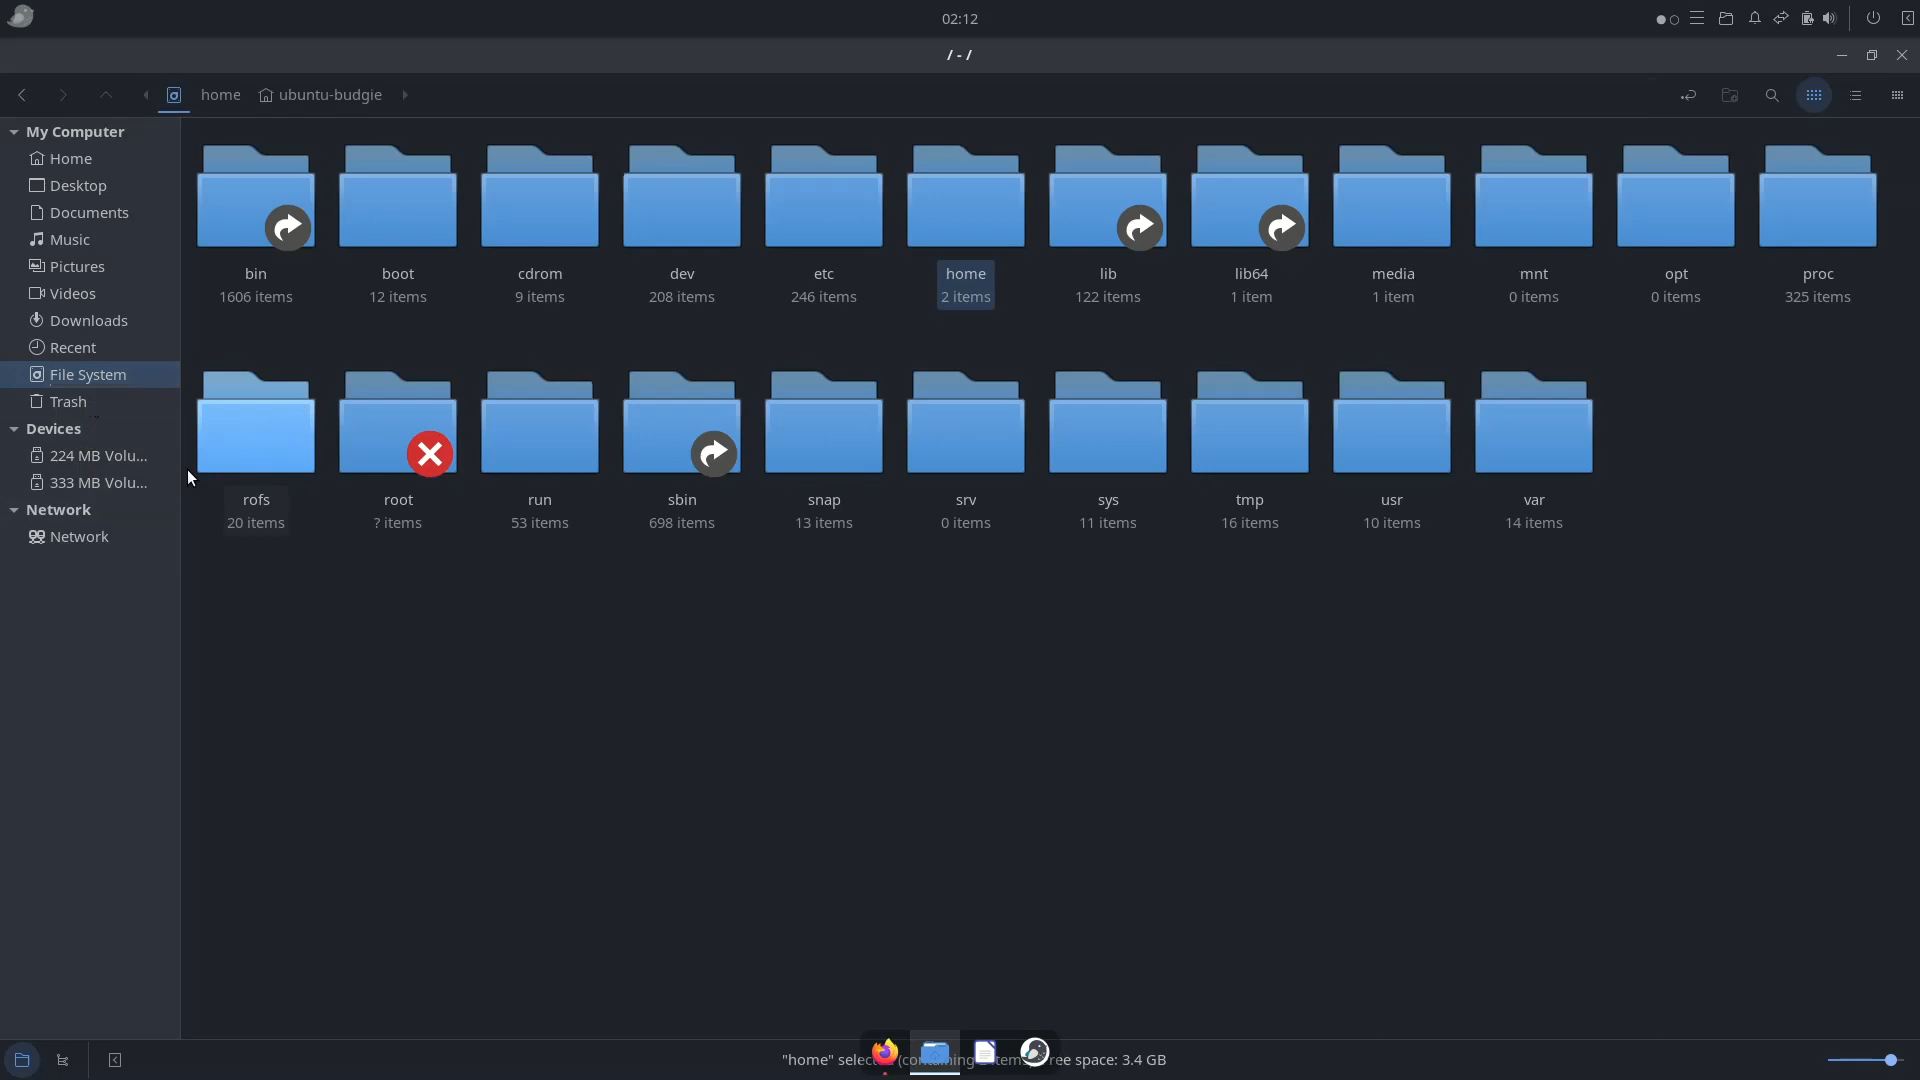 02:12
/ - /
home ubuntu-budgie
My Computer
Home
Desktop
Documents
Music
Pictures
Videos
Downloads
Recent
File System
Trash
Devices
224 MB Volu...
333 MB Volu...
Network
Network
bin boot cdrom dev etc home lib lib64 media mnt opt proc
1606 items 12 items 9 items 208 items 246 items 2 items 122 items 1 item 1 item 0 items 0 items 325 items
rofs root run sbin snap srv sys tmp usr var
20 items ? items 53 items 698 items 13 items 0 items 11 items 16 items 10 items 14 items
"home" space: 3.4 GB